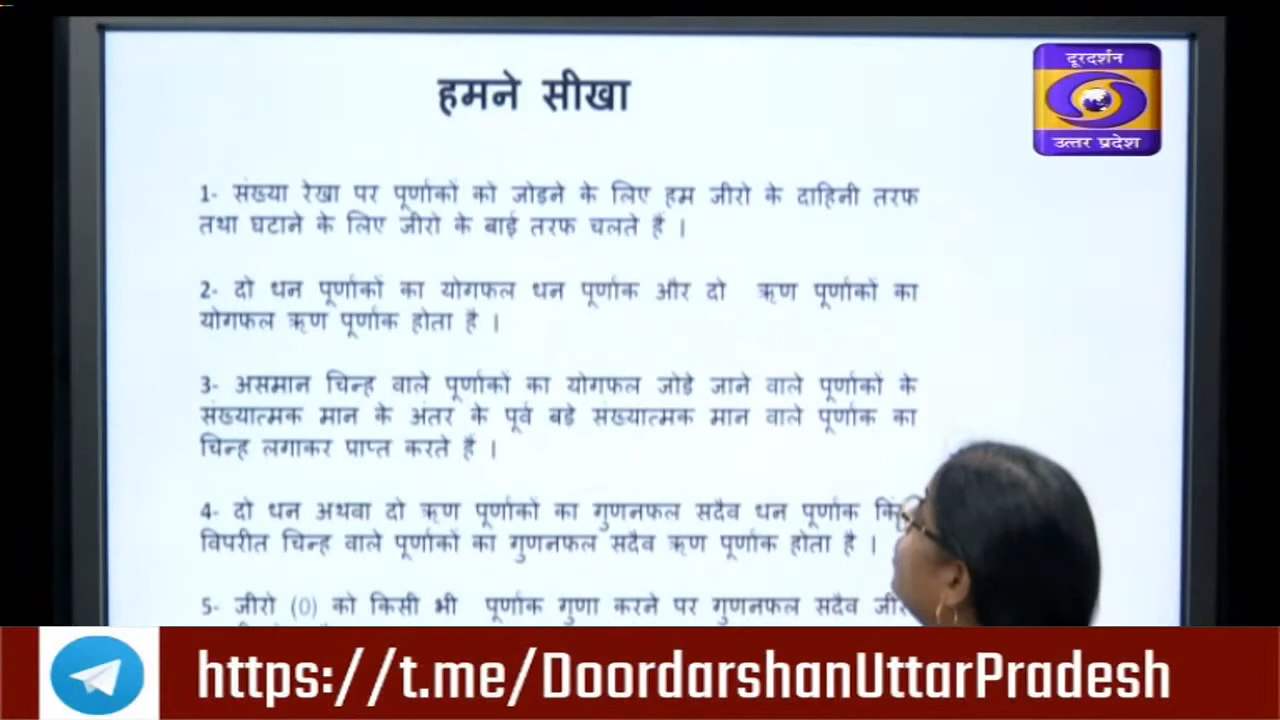 हमने सीखा
दूरदर्शन
उत्तर प्रदेश
1- संख्या रेखा पर पूर्णाकों को जोडने के लिए हम जीरो के दाहिनी तरफ
तथा घटाने के लिए जीरो के बाई तरफ चलते है ।
2- दो धन पूर्णाकों का योगफल धन पूर्णाक और दो ऋण पूर्णाकों का
योगफल ऋण पूर्णाक होता है ।
3- असमान चिन्ह वाले पूर्णाकों का योगफल जोडे जाने वाले पूर्णाकों के
संख्यात्मक मान के अंतर के पूर्व बडे संख्यात्मक मान वाले पूर्णाक का
चिन्ह लगाकर प्राप्त करते है ।
4- दो धन अथवा दो ऋण पूर्णाकों का गुणनफल सदैव धन पूर्णाक
विपरीत चिन्ह वाले पूर्णाकों का गुणनफल सदैव ऋण पूर्णाक होता है ।
5- जीरो (0) को किसी भी पूर्णाक गुणा करने पर गुणनफल सदैव
https://t.me/DoordarshanUttarPradesh